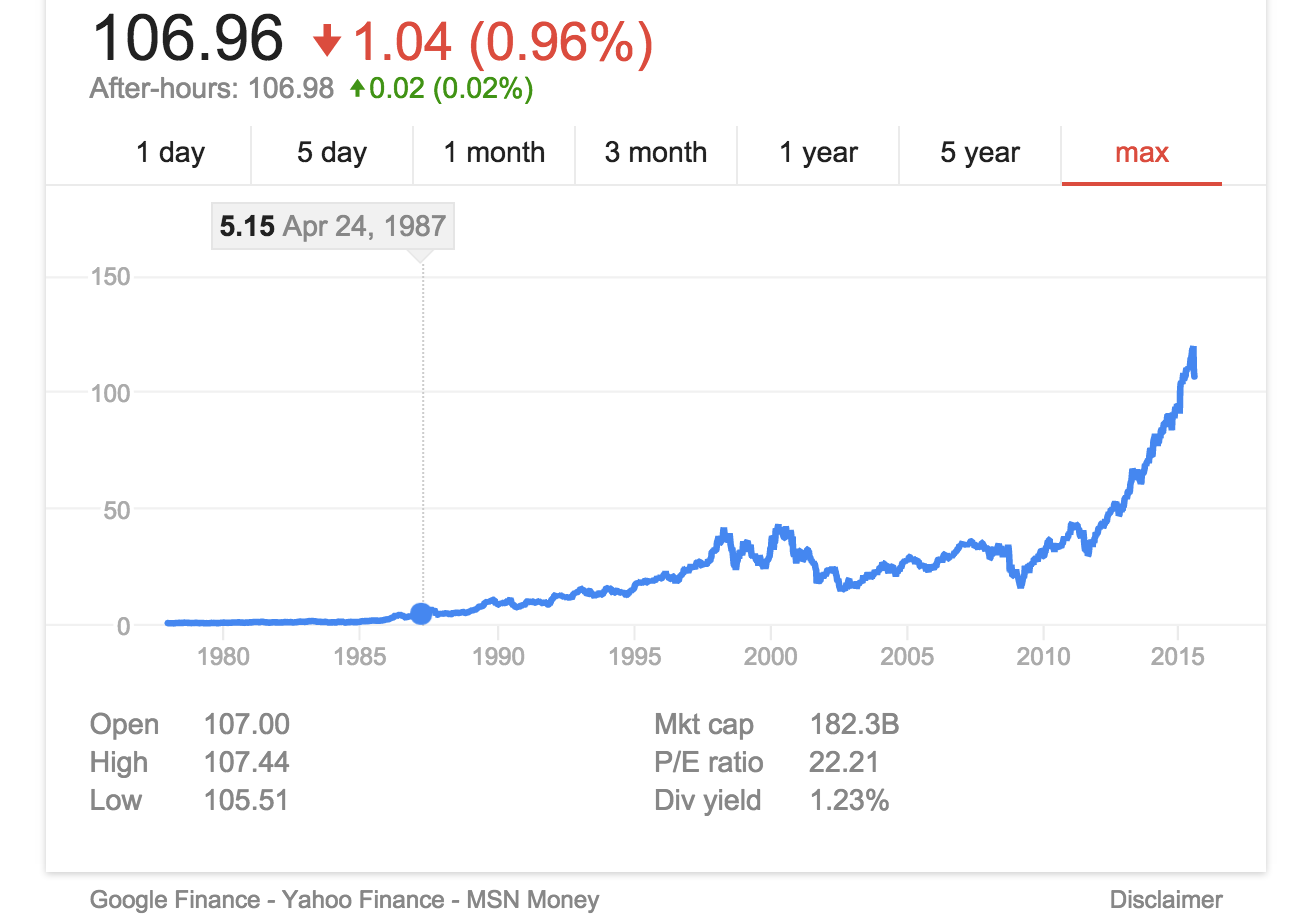 106.96 ↓1.04 (0.96%)
After-hours: 106.98 ↑0.02 (0.02%)
1 day 5 day 1 month 3 month 1 year 5 year max
5.15 Apr 24, 1987
150
100
50
0
1980 1985 1990 1995 2000 2005 2010 2015
Open 107.00 Mkt cap 182.3B
High 107.44 P/E ratio 22.21
Low 105.51 Div yield 1.23%
Google Finance - Yahoo Finance - MSN Money Disclaimer